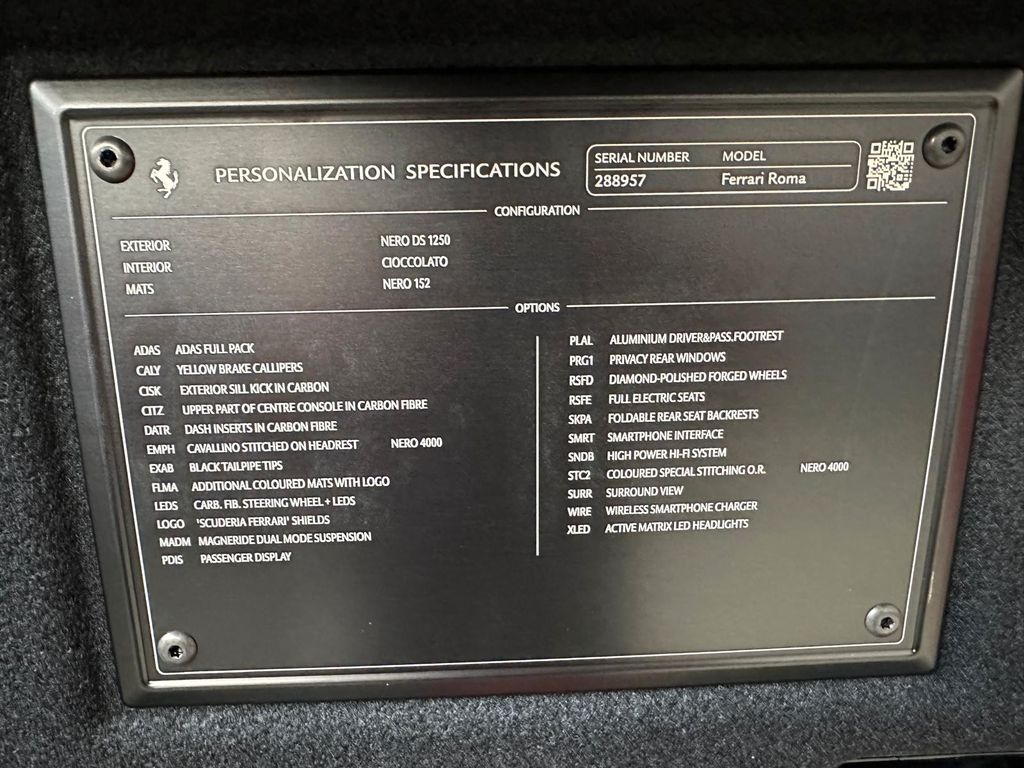 PERSONALIZATION SPECIFICATIONS
SERIAL NUMBER MODEL
288957 Ferrari Roma
CONFIGURATION
EXTERIOR NERO DS 1250
INTERIOR CIOCCOLATO
MATS NERO 152
OPTIONS
ADAS ADAS FULL PACK
CALY YELLOW BRAKE CALLIPERS
CISK EXTERIOR SILL KICK IN CARBON
CITZ UPPER PART OF CENTRE CONSOLE IN CARBON FIBRE
DATR DASH INSERTS IN CARBON FIBRE
EMPH CAVALLINO STITCHED ON HEADREST NERO 4000
EXAB BLACK TAILPIPE TIPS
FLMA ADDITIONAL COLOURED MATS WITH LOGO
LEDS CARB. FIB. STEERING WHEEL + LEDS
LOGO 'SCUDERIA FERRARI' SHIELDS
MADM MAGNERIDE DUAL MODE SUSPENSION
PDIS PASSENGER DISPLAY
PLAL ALUMINIUM DRIVER&PASS.FOOTREST
PRG1 PRIVACY REAR WINDOWS
RSFD DIAMOND-POLISHED FORGED WHEELS
RSFE FULL ELECTRIC SEATS
SKPA FOLDABLE REAR SEAT BACKRESTS
SMRT SMARTPHONE INTERFACE
SNDB HIGH POWER HI-FI SYSTEM
STC2 COLOURED SPECIAL STITCHING O.R. NERO 4000
SURR SURROUND VIEW
WIRE WIRELESS SMARTPHONE CHARGER
XLED ACTIVE MATRIX LED HEADLIGHTS